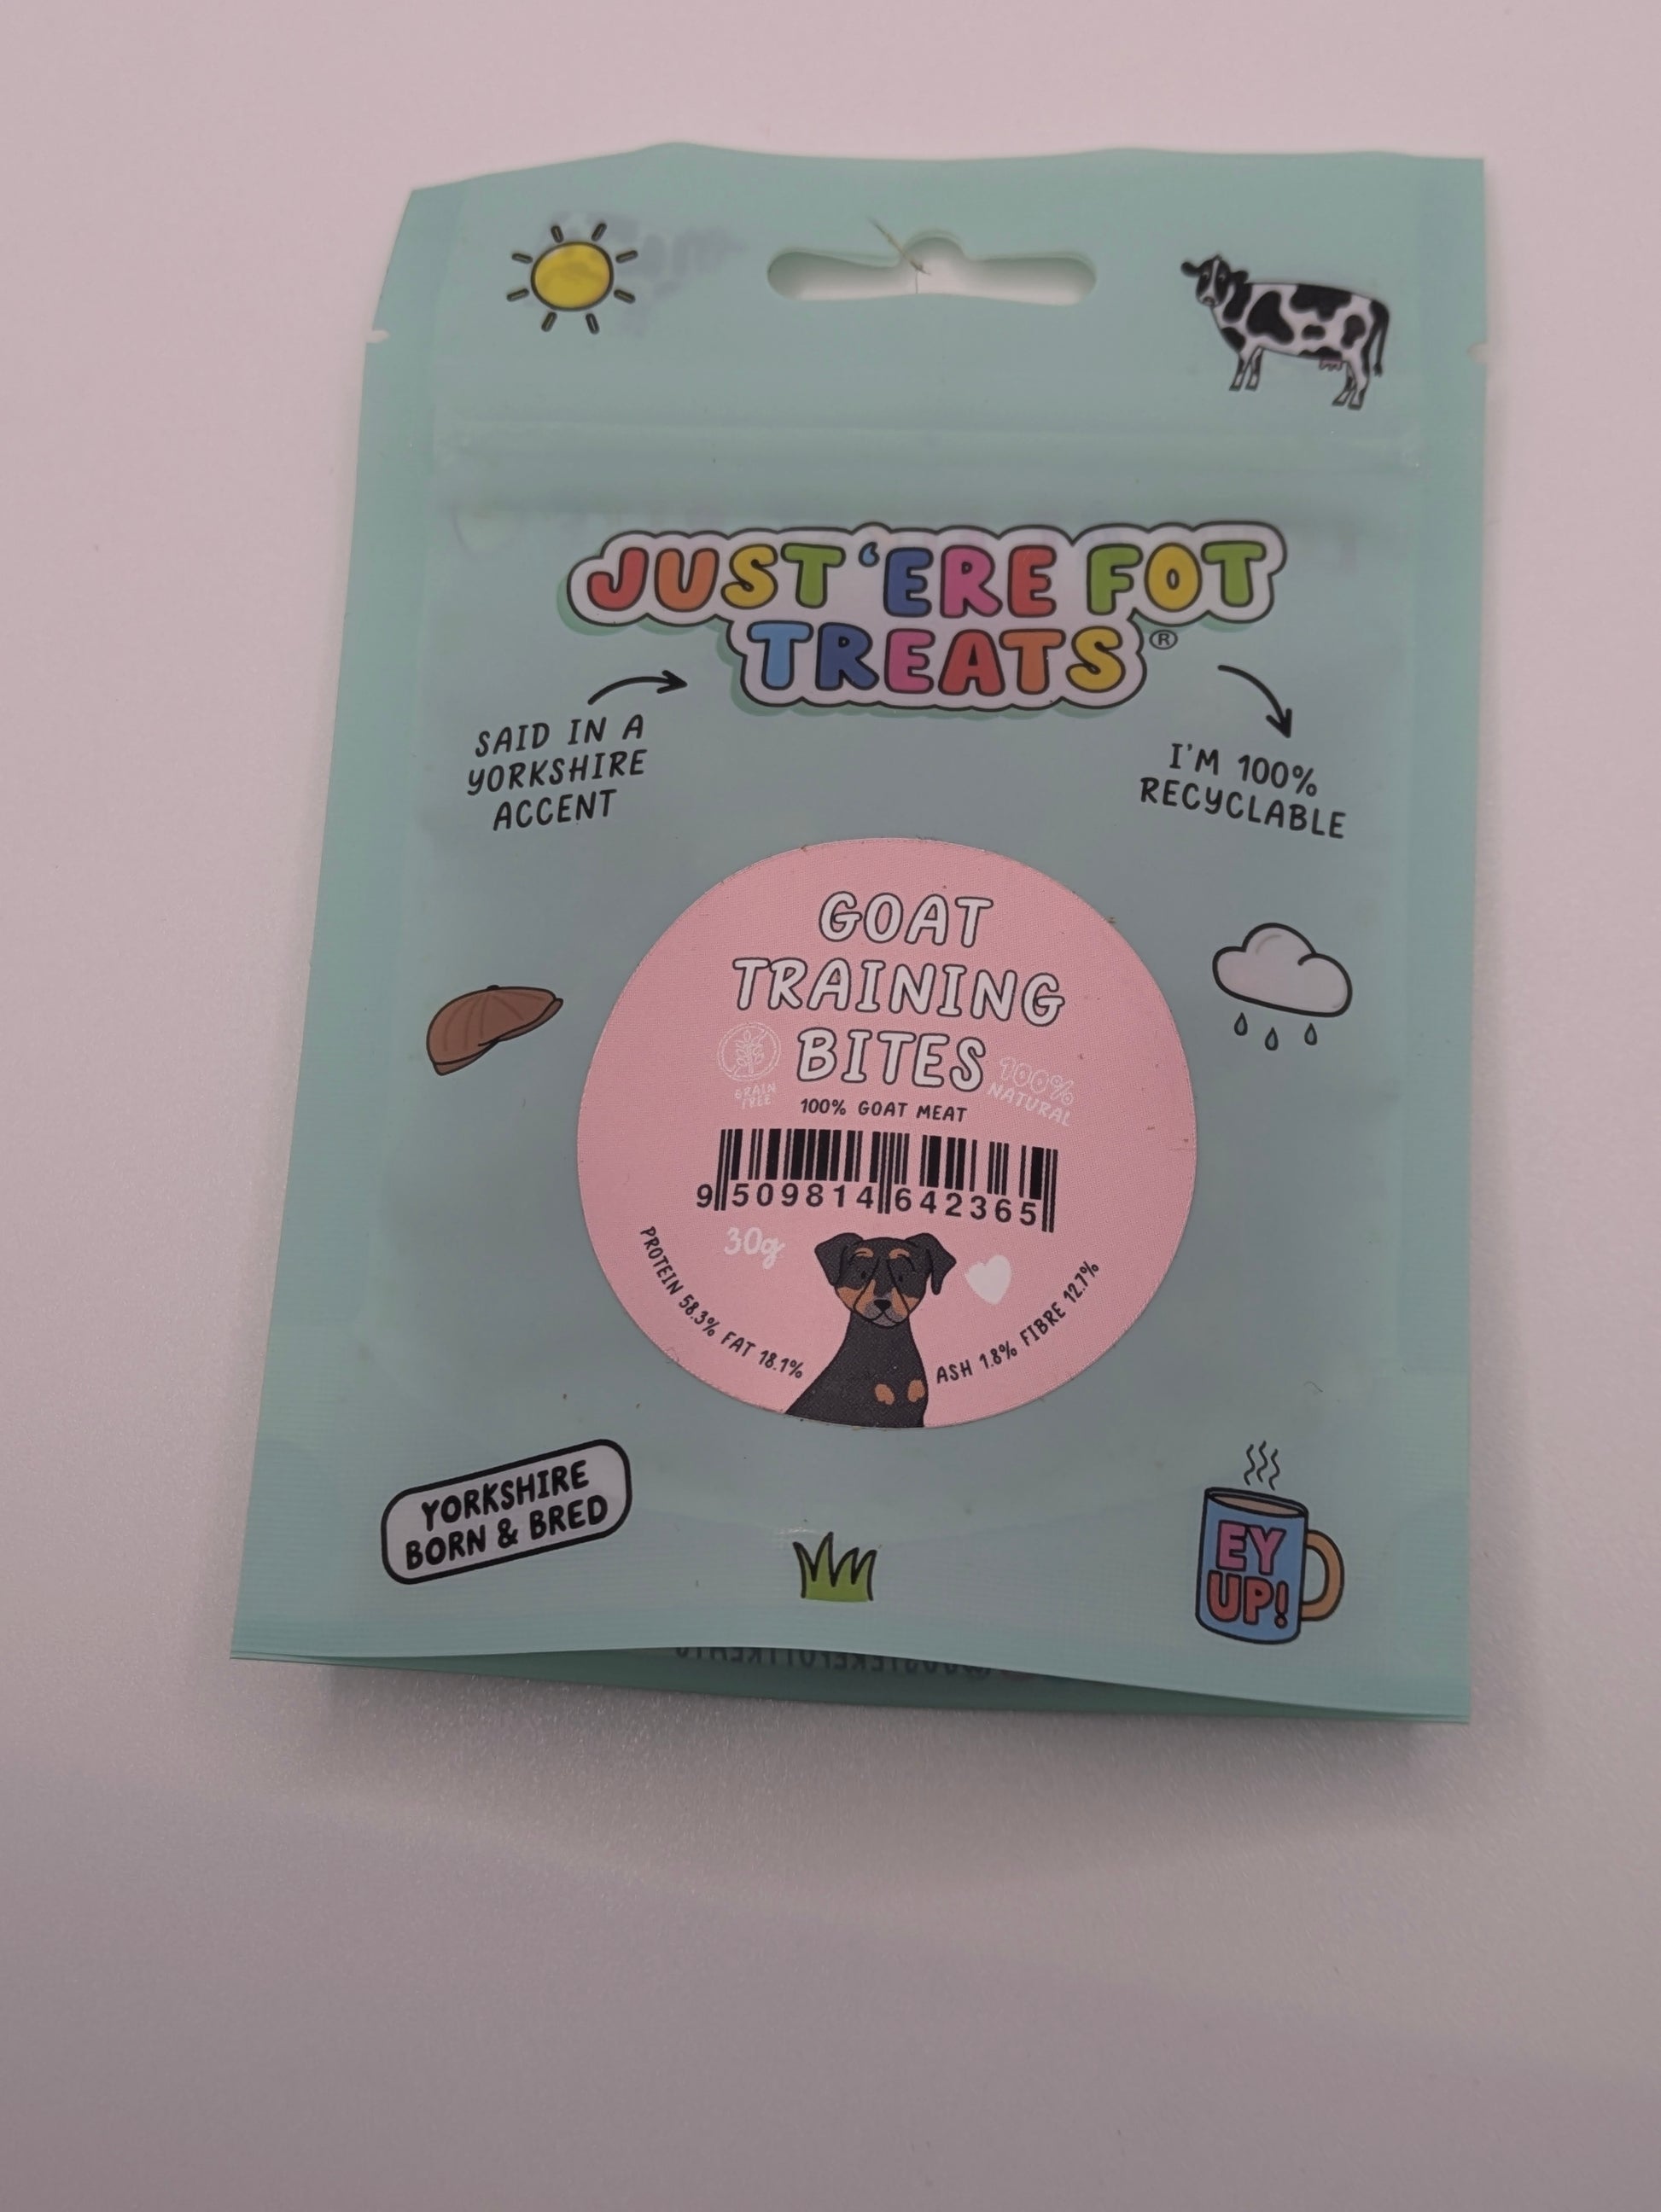 JUST 'ERE FOT
TREATS®
SAID IN A
YORKSHIRE
ACCENT
I'M 100%
RECYCLABLE
GOAT
TRAINING
BITES
GRAIN
FREE
100%
NATURAL
100% GOAT MEAT
9 509814 642365
30g
PROTEIN 58.3% FAT 18.1%
ASH 1.8% FIBRE 12.7%
YORKSHIRE
BORN & BRED
EY
UP!